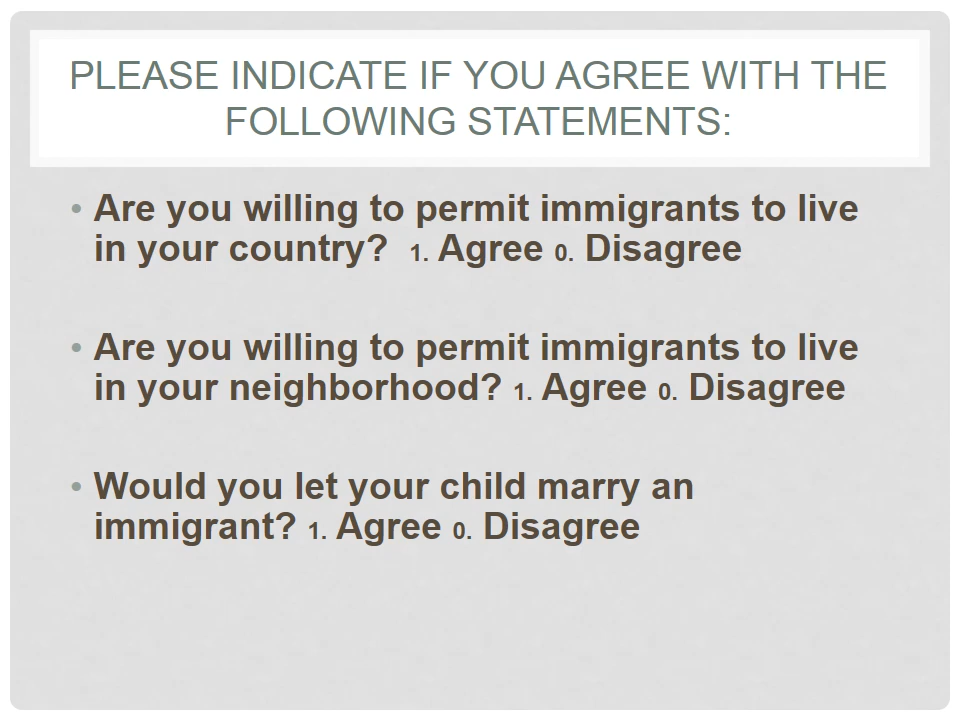 PLEASE INDICATE IF YOU AGREE WITH THE
FOLLOWING STATEMENTS:
• Are you willing to permit immigrants to live
in your country? 1. Agree 0. Disagree
• Are you willing to permit immigrants to live
in your neighborhood? 1. Agree 0. Disagree
• Would you let your child marry an
immigrant? 1. Agree 0. Disagree